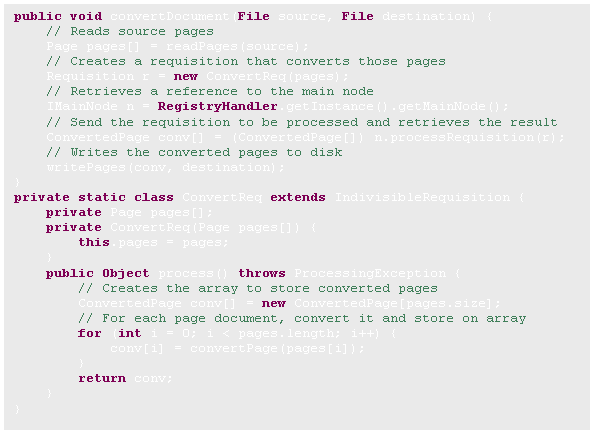 public void convertDocument(File source, File destination) {
// Reads source pages
Page pages[] = readPages(source);
// Creates a requisition that converts those pages
Requisition r = new ConvertReq(pages);
// Retrieves a reference to the main node
IMainNode n = RegistryHandler.getInstance().getMainNode();
// Send the requisition to be processed and retrieves the result
ConvertedPage conv[] = (ConvertedPage[]) n.processRequisition(r);
// Writes the converted pages to disk
writePages(conv, destination);
}
private static class ConvertReq extends IndivisibleRequisition {
private Page pages[];
private ConvertReq(Page pages[]) {
this.pages = pages;
}
public Object process() throws ProcessingException {
// Creates the array to store converted pages
ConvertedPage conv[] = new ConvertedPage[pages.size];
// For each page document, convert it and store on array
for (int i = 0; i < pages.length; i++) {
conv[i] = convertPage(pages[i]);
}
return conv;
}
}